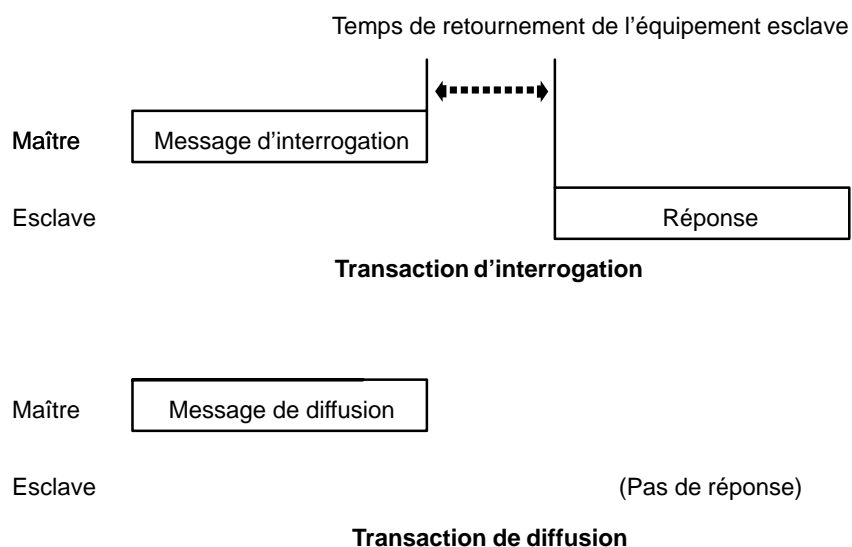 Temps de retournement de l’équipement esclave
Maître Message d’interrogation
Esclave Réponse
Transaction d’interrogation
Maître Message de diffusion
Esclave (Pas de réponse)
Transaction de diffusion